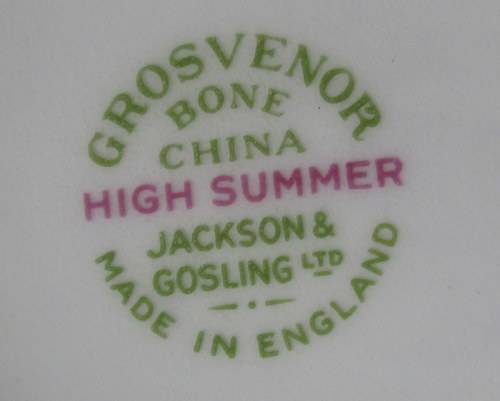 GROSVENOR
BONE
CHINA
HIGH SUMMER
JACKSON &
GOSLING LTD
MADE IN ENGLAND